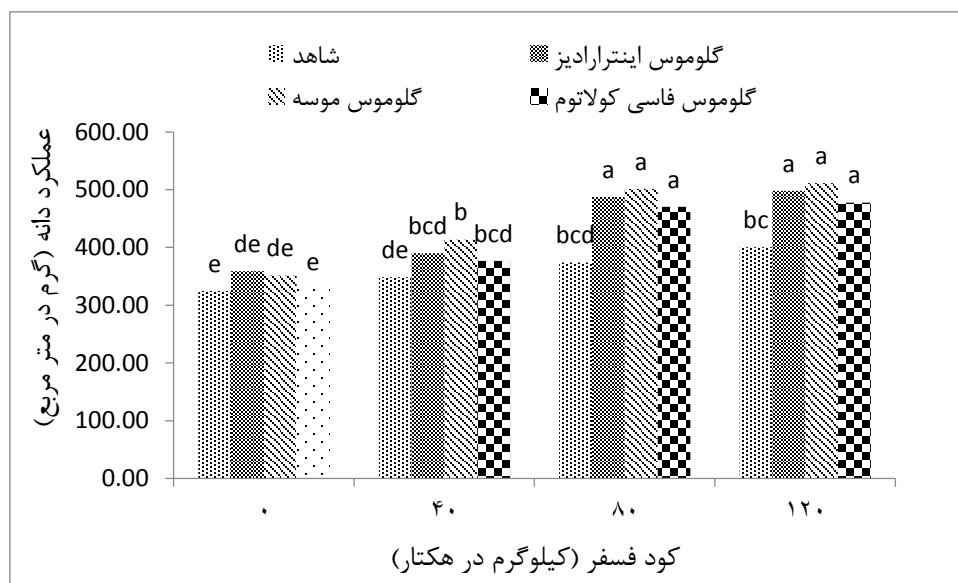 شاهد
گلوموس اینترارادیز
گلوموس موسه
گلوموس فاسی کولاتوم
عملکرد دانه (گرم در متر مربع)
600.00
500.00
400.00
300.00
200.00
100.00
0.00
e
de
de
e
de
bcd
b
bcd
bcd
a
a
a
bc
a
a
a
۰
۴۰
۸۰
۱۲۰
کود فسفر (کیلوگرم در هکتار)